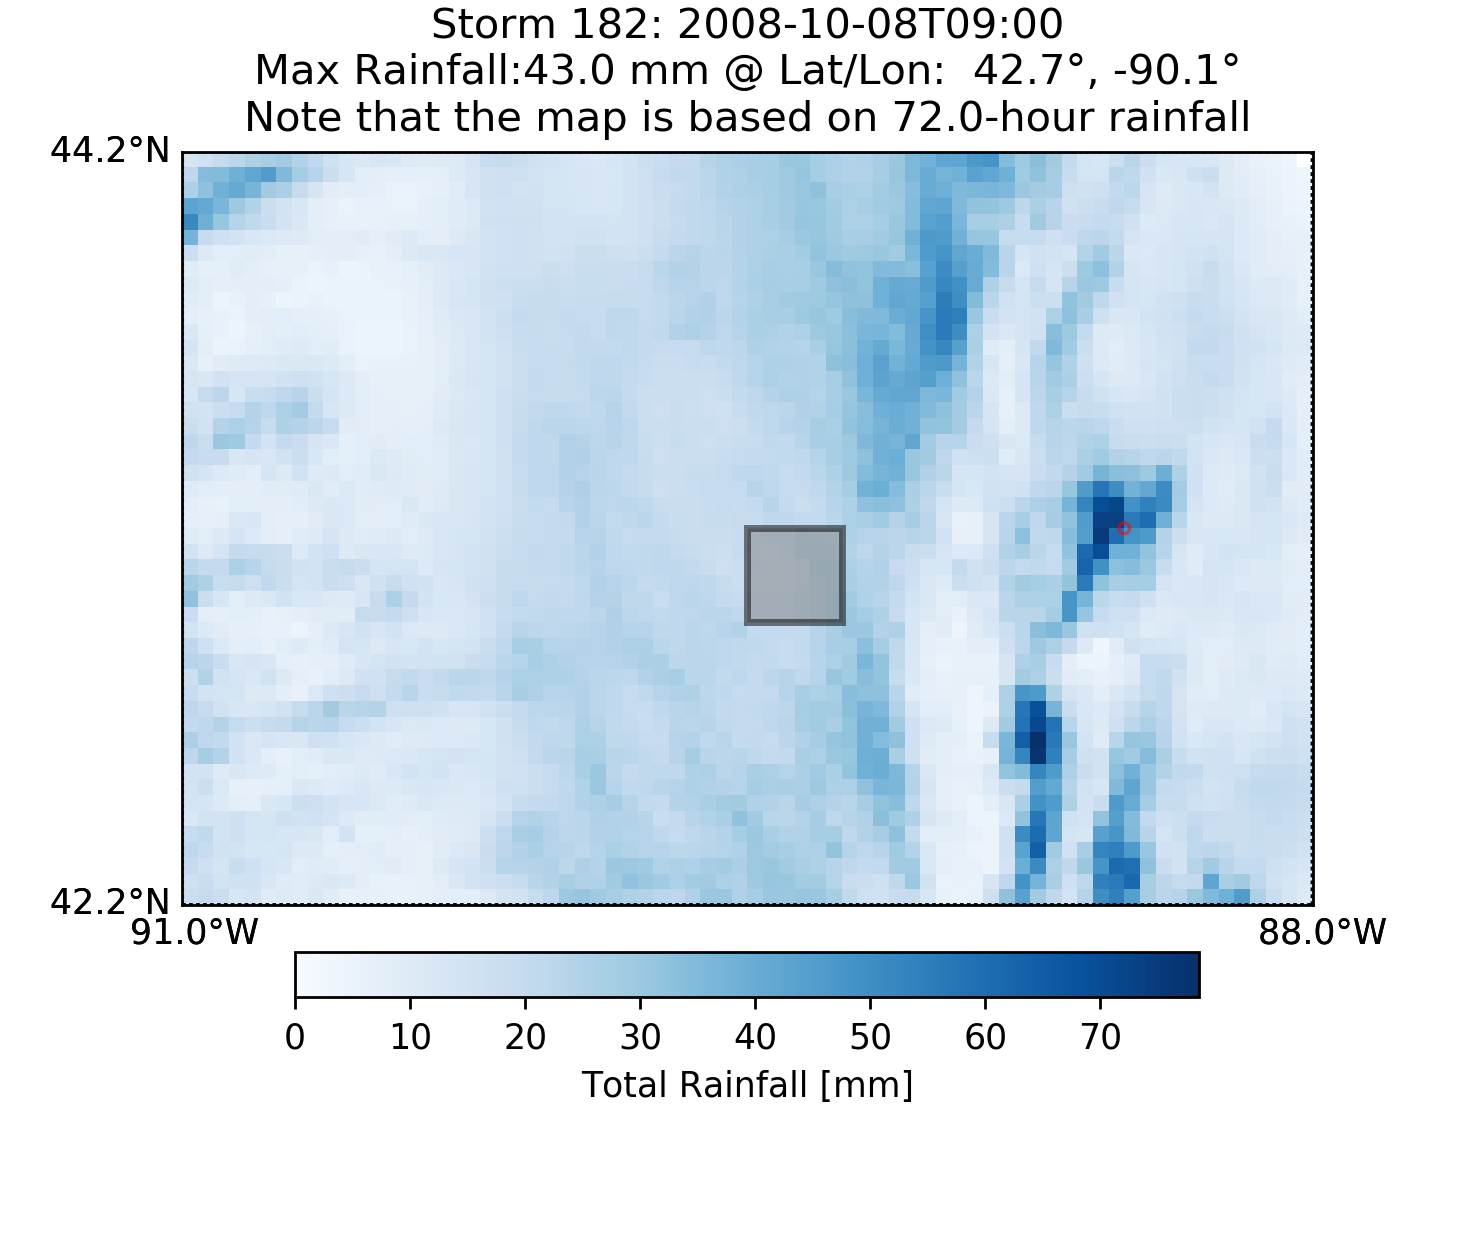 Storm 182: 2008-10-08T09:00
Max Rainfall:43.0 mm @ Lat/Lon:  42.7°, -90.1°
Note that the map is based on 72.0-hour rainfall
44.2°N
42.2°N
91.0°W 88.0°W
0 10 20 30 40 50 60 70
Total Rainfall [mm]